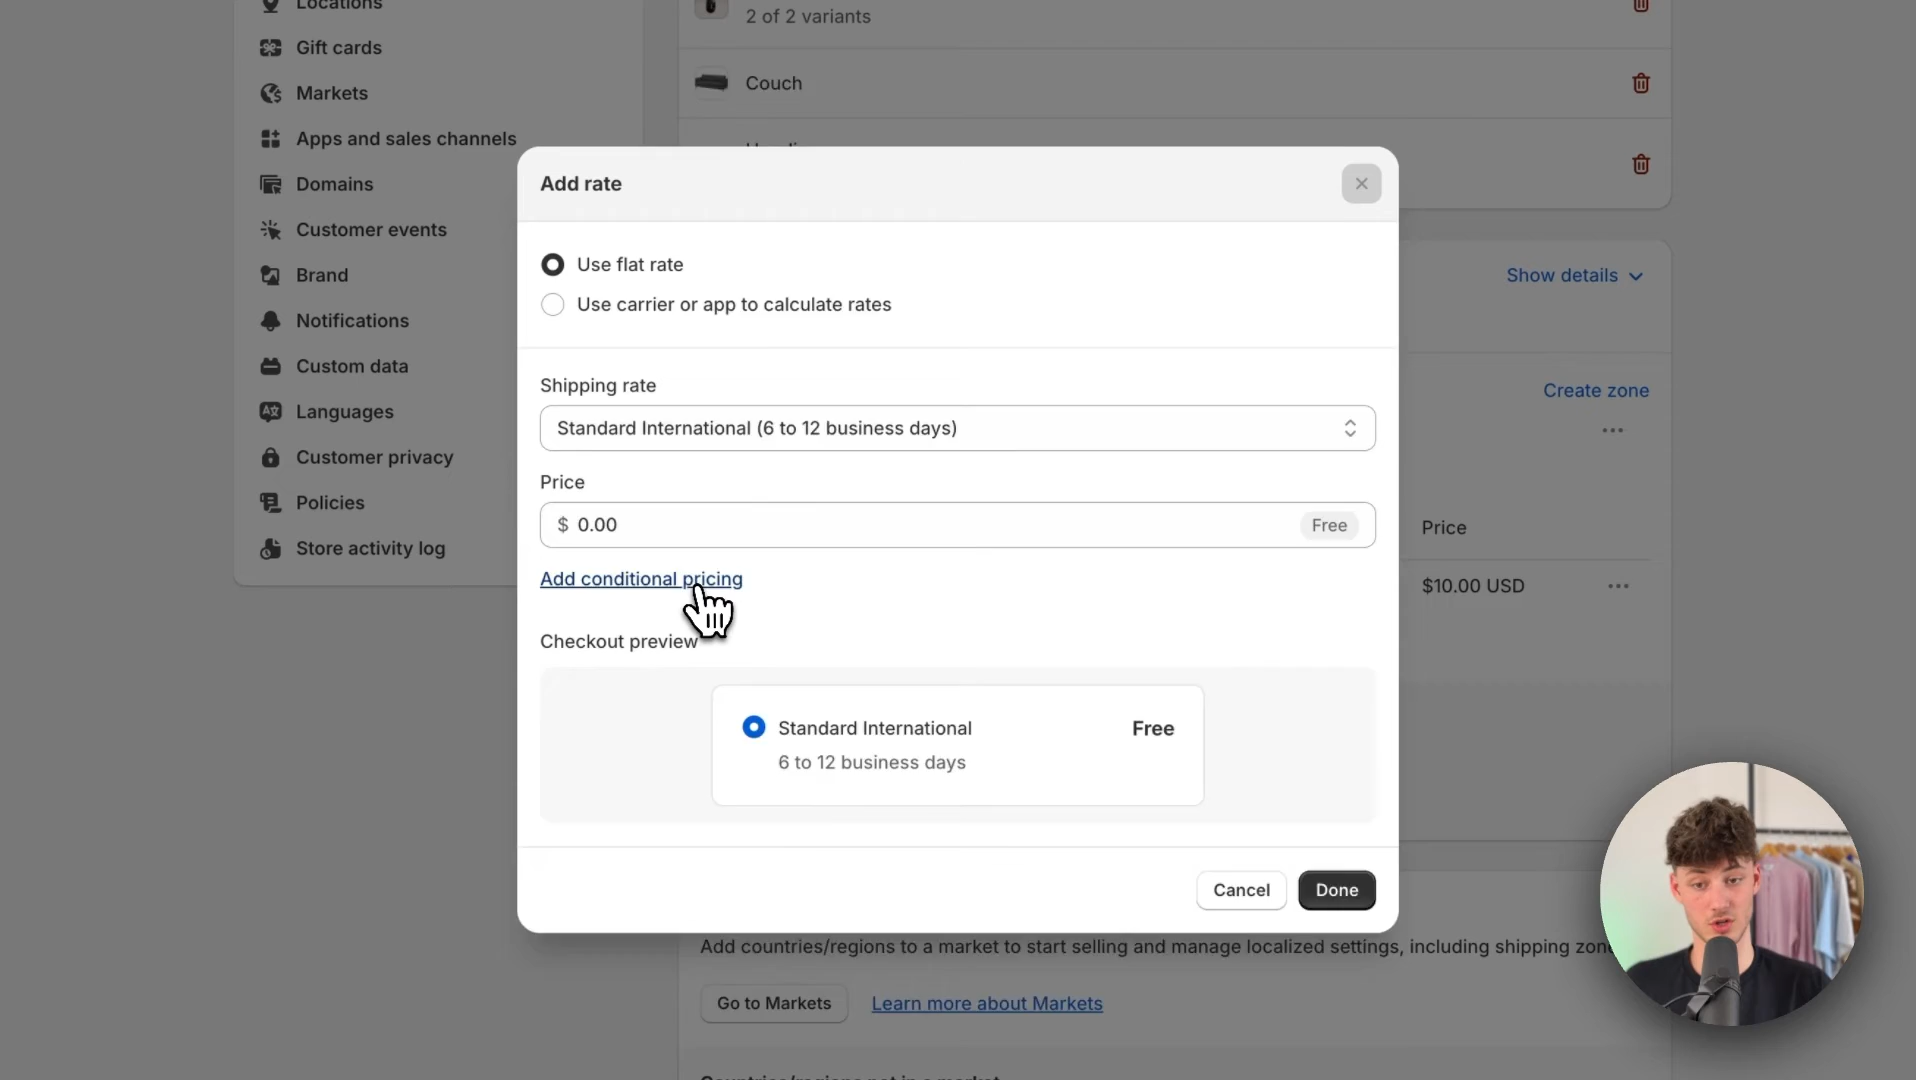 Locations
Gift cards
Markets
Apps and sales channels
Domains
Customer events
Brand
Notifications
Custom data
Languages
Customer privacy
Policies
Store activity log
2 of 2 variants
Couch
Show details
Create zone
Price
$10.00 USD
Add rate
Use flat rate
Use carrier or app to calculate rates
Shipping rate
Standard International (6 to 12 business days)
Price
$ 0.00 Free
Add conditional pricing
Checkout preview
Standard International Free
6 to 12 business days
Cancel Done
Add countries/regions to a market to start selling and manage localized settings, including shipping
Go to Markets Learn more about Markets